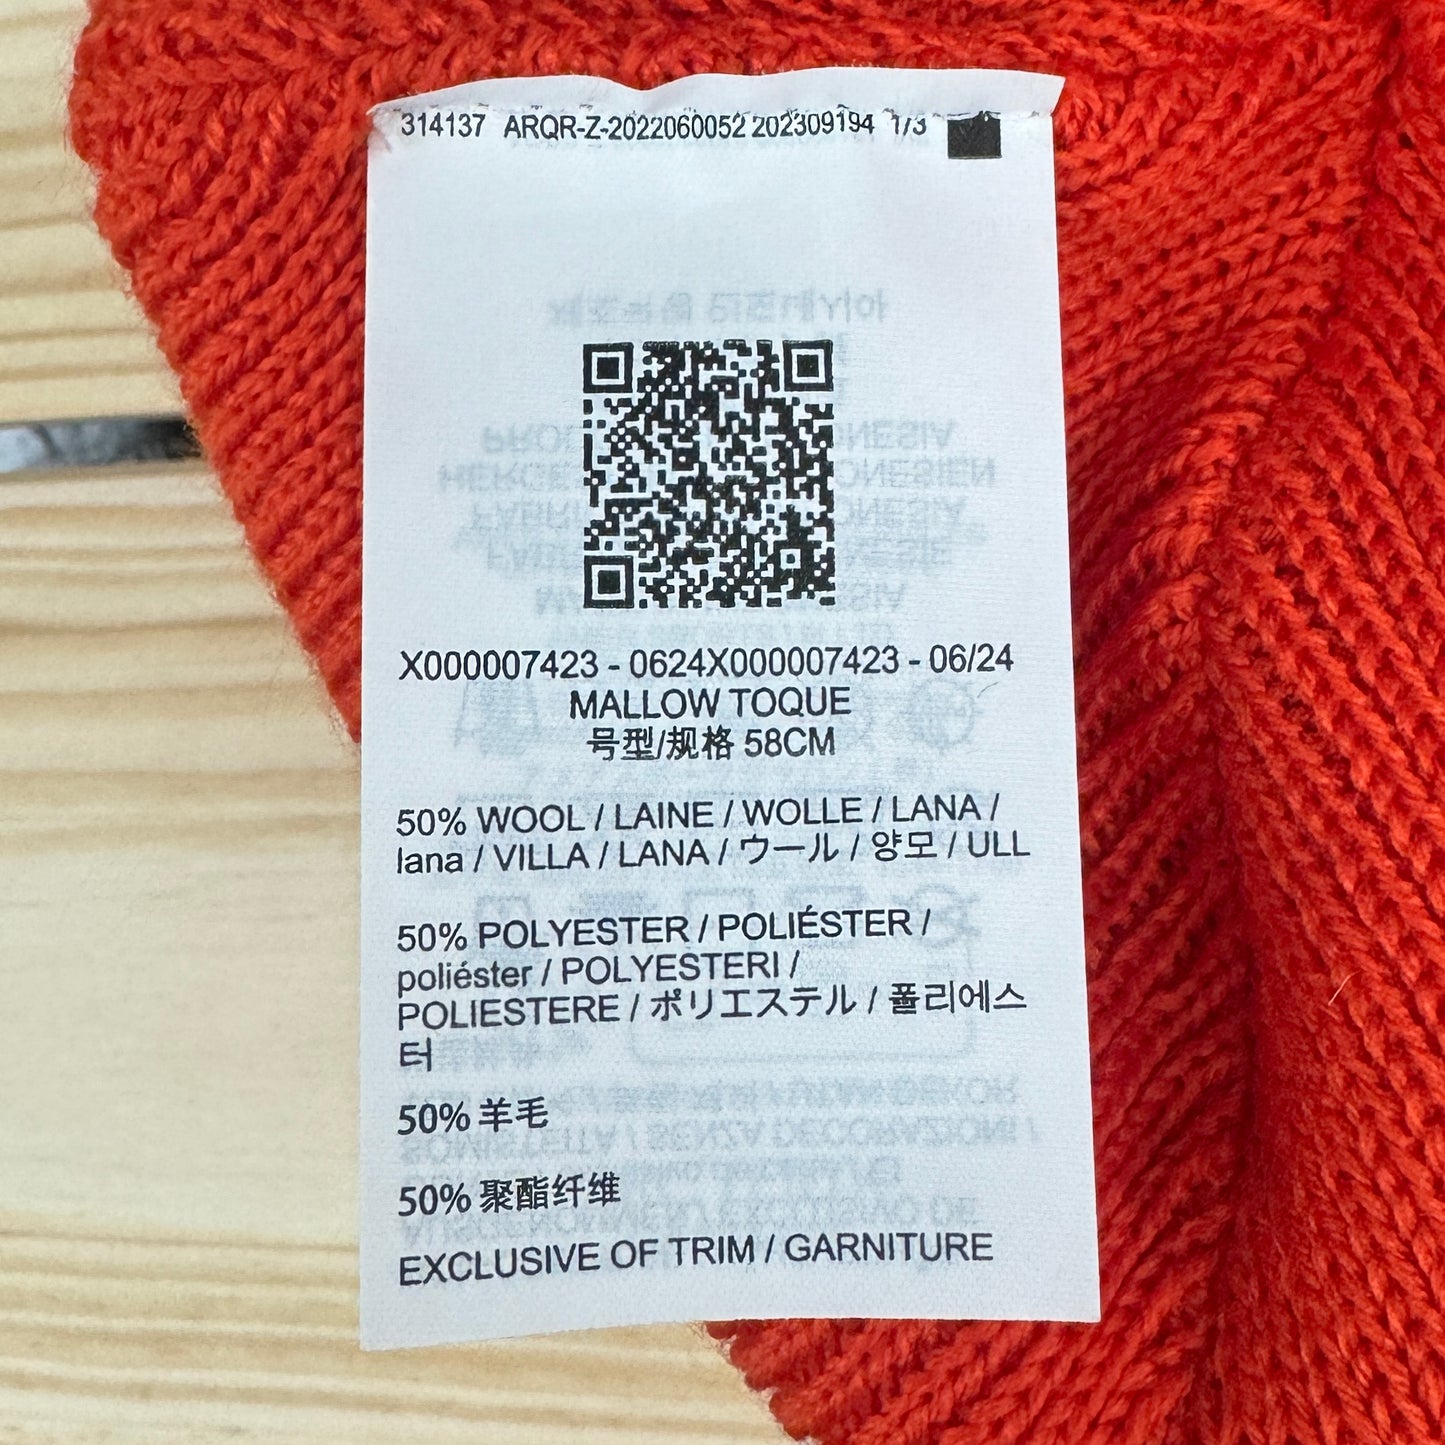 314137 ARQR-Z-2022060052 202309194 1/3
X000007423 - 0624X000007423 - 06/24
MALLOW TOQUE
号型/规格 58CM
50% WOOL / LAINE / WOLLE / LANA /
lana / VILLA / LANA / ウール / 양모 / ULL
50% POLYESTER / POLIÉSTER /
poliéster / POLYESTERI /
POLIESTERE / ポリエステル / 폴리에스
터
50% 羊毛
50% 聚酯纤维
EXCLUSIVE OF TRIM / GARNITURE